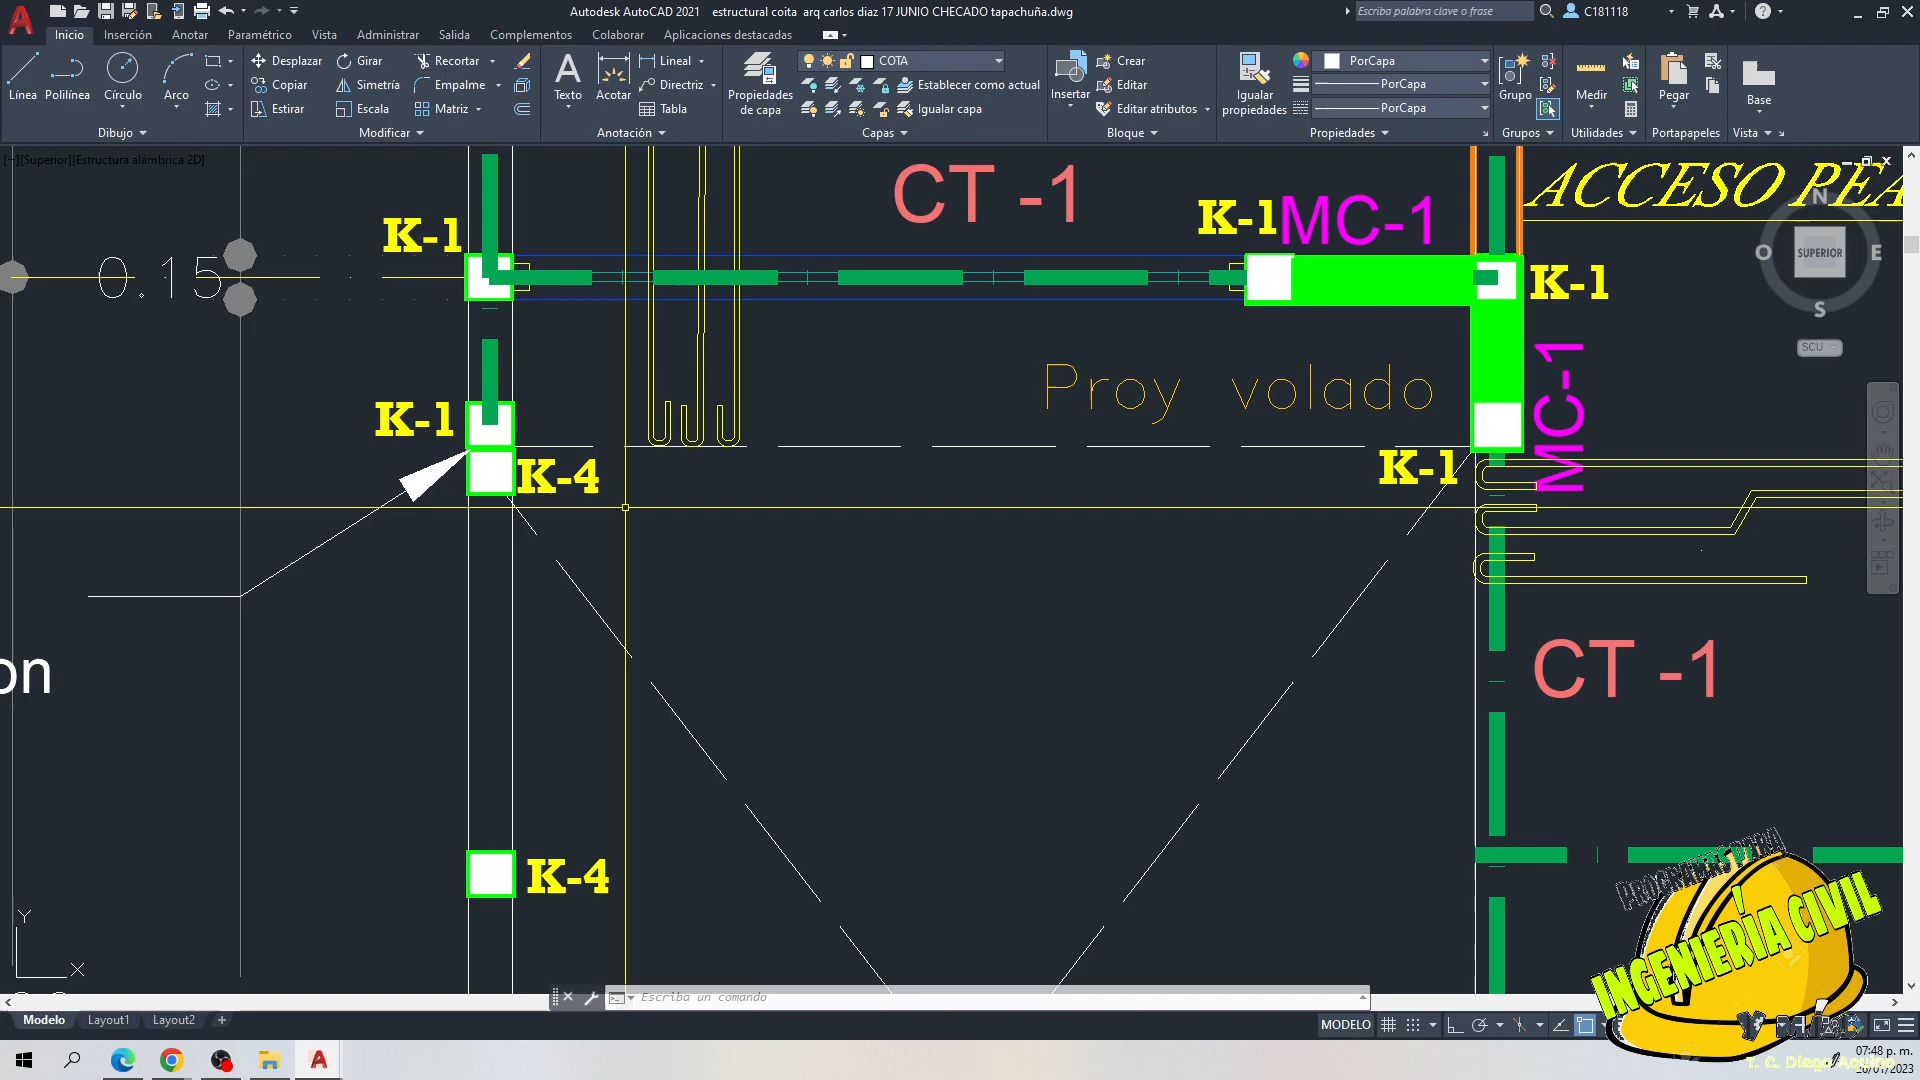 Autodesk AutoCAD 2021 estructural coita arq carlos diaz 17 JUNIO CHECADO tapachuña.dwg
Escriba palabra clave o frase
C181118
Inicio Inserción Anotar Paramétrico Vista Administrar Salida Complementos Colaborar Aplicaciones destacadas
Línea Polilínea Círculo Arco
Dibujo
Desplazar Girar Recortar
Copiar Simetría Empalme
Estirar Escala Matriz
Modificar
Texto Acotar
Lineal
Directriz
Tabla
Anotación
Propiedades de capa
COTA
Establecer como actual
Igualar capa
Capas
Insertar
Crear
Editar
Editar atributos
Bloque
Igualar propiedades
PorCapa
PorCapa
PorCapa
Propiedades
Grupo
Grupos
Medir
Utilidades
Pegar
Portapapeles
Base
Vista
[−][Superior][Estructura alámbrica 2D]
CT -1
ACCESO PEA
K-1
K-1
MC-1
N
O SUPERIOR E
S
SCU
0.15
K-1
Proy volado
MC-1
K-1
K-4
K-1
on
CT -1
K-4
Y
X
PROGRAMAS PARA
INGENIERÍA CIVIL
Escriba un comando
Modelo Layout1 Layout2 +
MODELO
07:48 p. m.
T. C. Diego Aquino